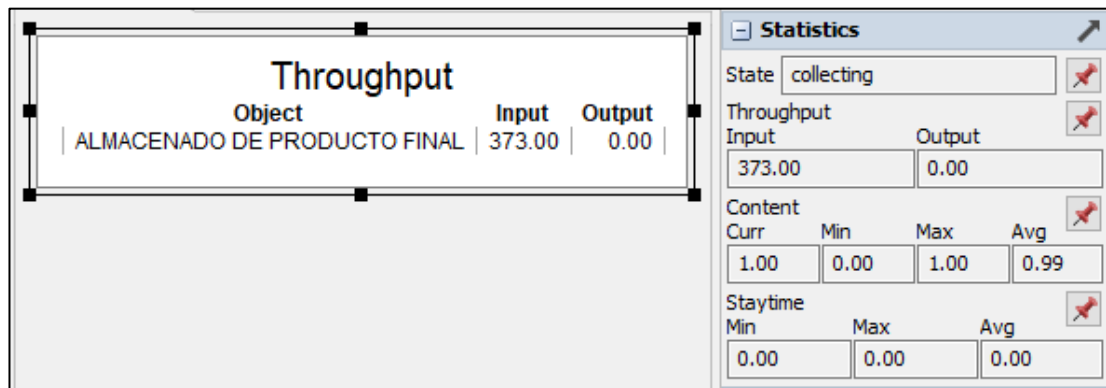 Throughput
Object Input Output
ALMACENADO DE PRODUCTO FINAL 373.00 0.00
Statistics
State collecting
Throughput
Input Output
373.00 0.00
Content
Curr Min Max Avg
1.00 0.00 1.00 0.99
Staytime
Min Max Avg
0.00 0.00 0.00